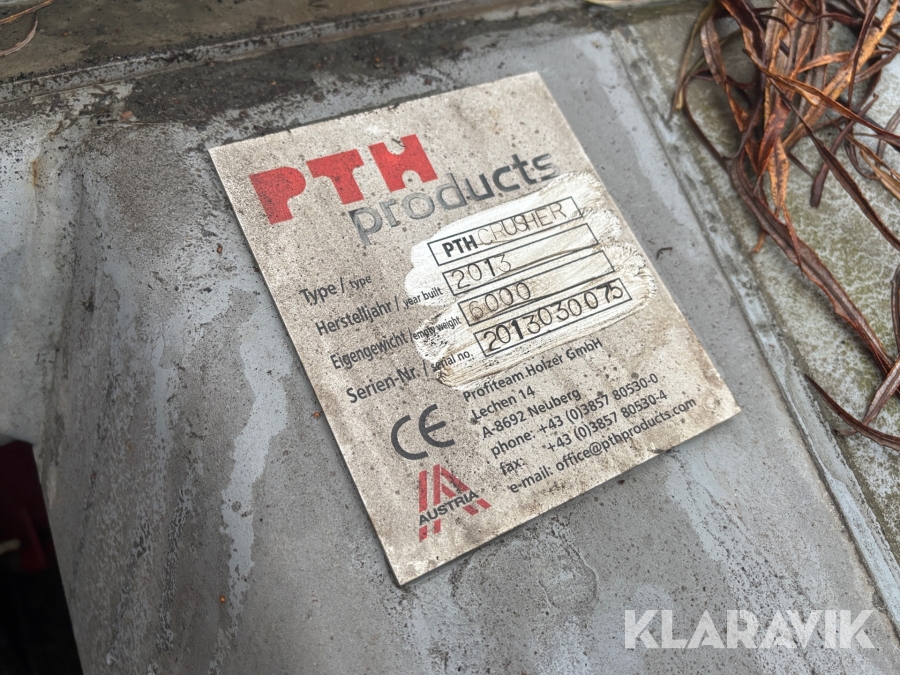 PTH
products
Type / type PTH CRUSHER
Herstelljahr / year built 2013
Eigengewicht / empty weight 6000
Serien-Nr. / serial no. 2013030075
Profiteam Holzer GmbH
Lechen 14
A-8692 Neuberg
phone: +43 (0)3857 80530-0
fax: +43 (0)3857 80530-4
e-mail: office@pthproducts.com
CE
AUSTRIA
KLARAVIK